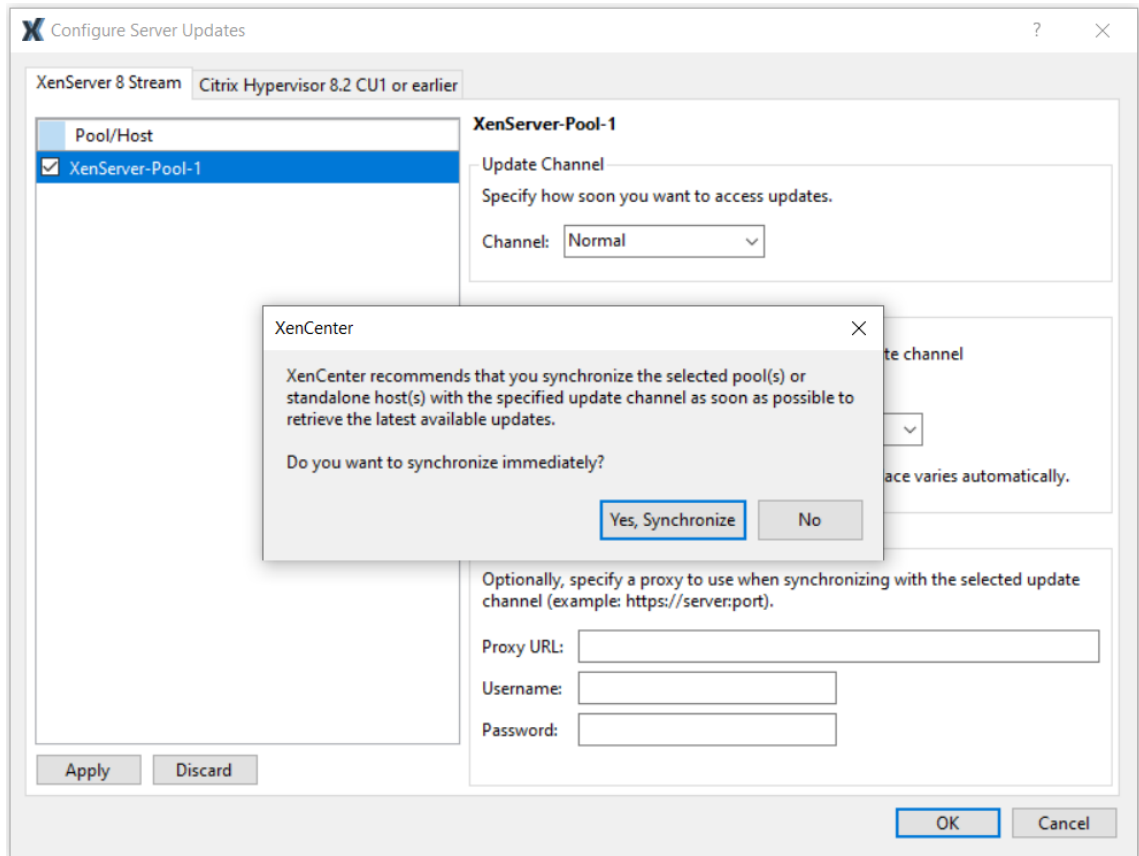 Configure Server Updates
?
XenServer 8 Stream
Citrix Hypervisor 8.2 CU1 or earlier
Pool/Host
XenServer-Pool-1
XenServer-Pool-1
Update Channel
Specify how soon you want to access updates.
Channel: Normal
te channel
ace varies automatically.
XenCenter
XenCenter recommends that you synchronize the selected pool(s) or
standalone host(s) with the specified update channel as soon as possible to
retrieve the latest available updates.
Do you want to synchronize immediately?
Yes, Synchronize
No
Optionally, specify a proxy to use when synchronizing with the selected update
channel (example: https://server:port).
Proxy URL:
Username:
Password:
Apply
Discard
OK
Cancel